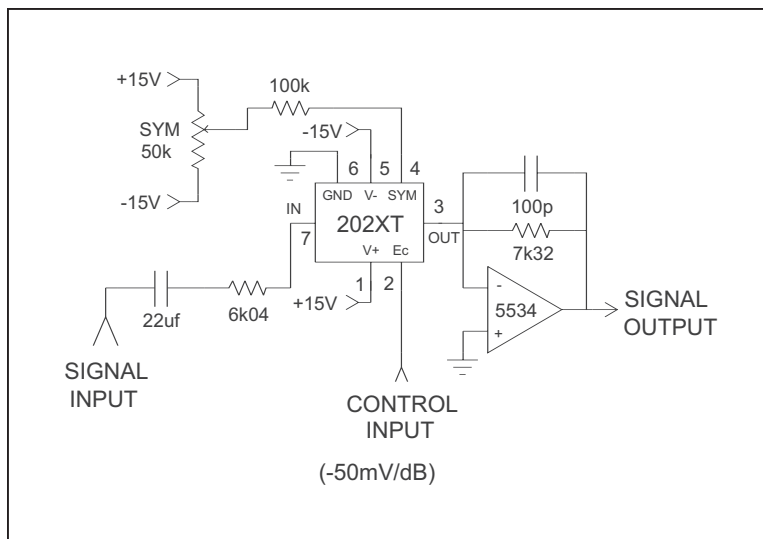 +15V
100k
SYM
50k
-15V
-15V
6 5 4
GND V- SYM
IN
202XT
3
OUT
7
V+ Ec
100p
7k32
1 2
+15V
-
5534
+
SIGNAL
OUTPUT
22uf
6k04
SIGNAL
INPUT
CONTROL
INPUT
(-50mV/dB)